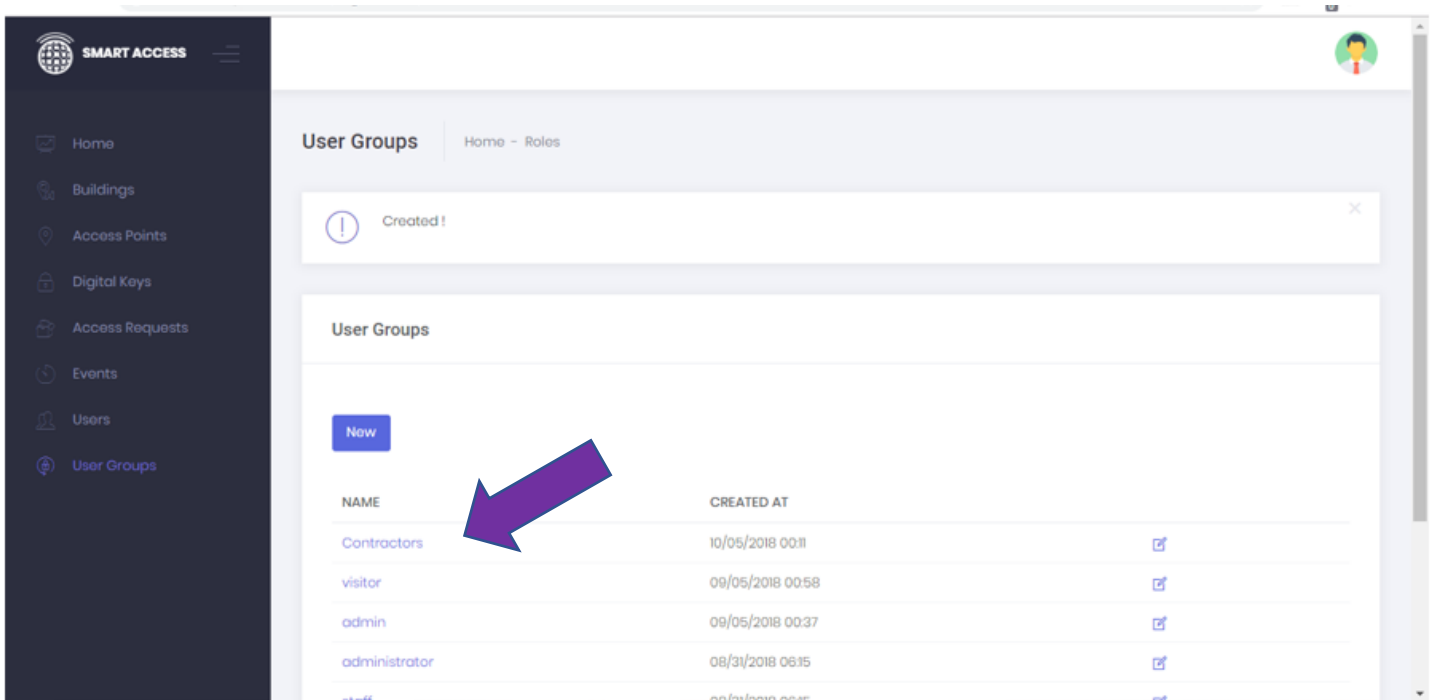 SMART ACCESS
Home
Buildings
Access Points
Digital Keys
Access Requests
Events
Users
User Groups
User Groups
Home - Roles
Created !
User Groups
New
NAME CREATED AT
Contractors 10/05/2018 00:11
visitor 09/05/2018 00:58
admin 09/05/2018 00:37
administrator 08/31/2018 06:15